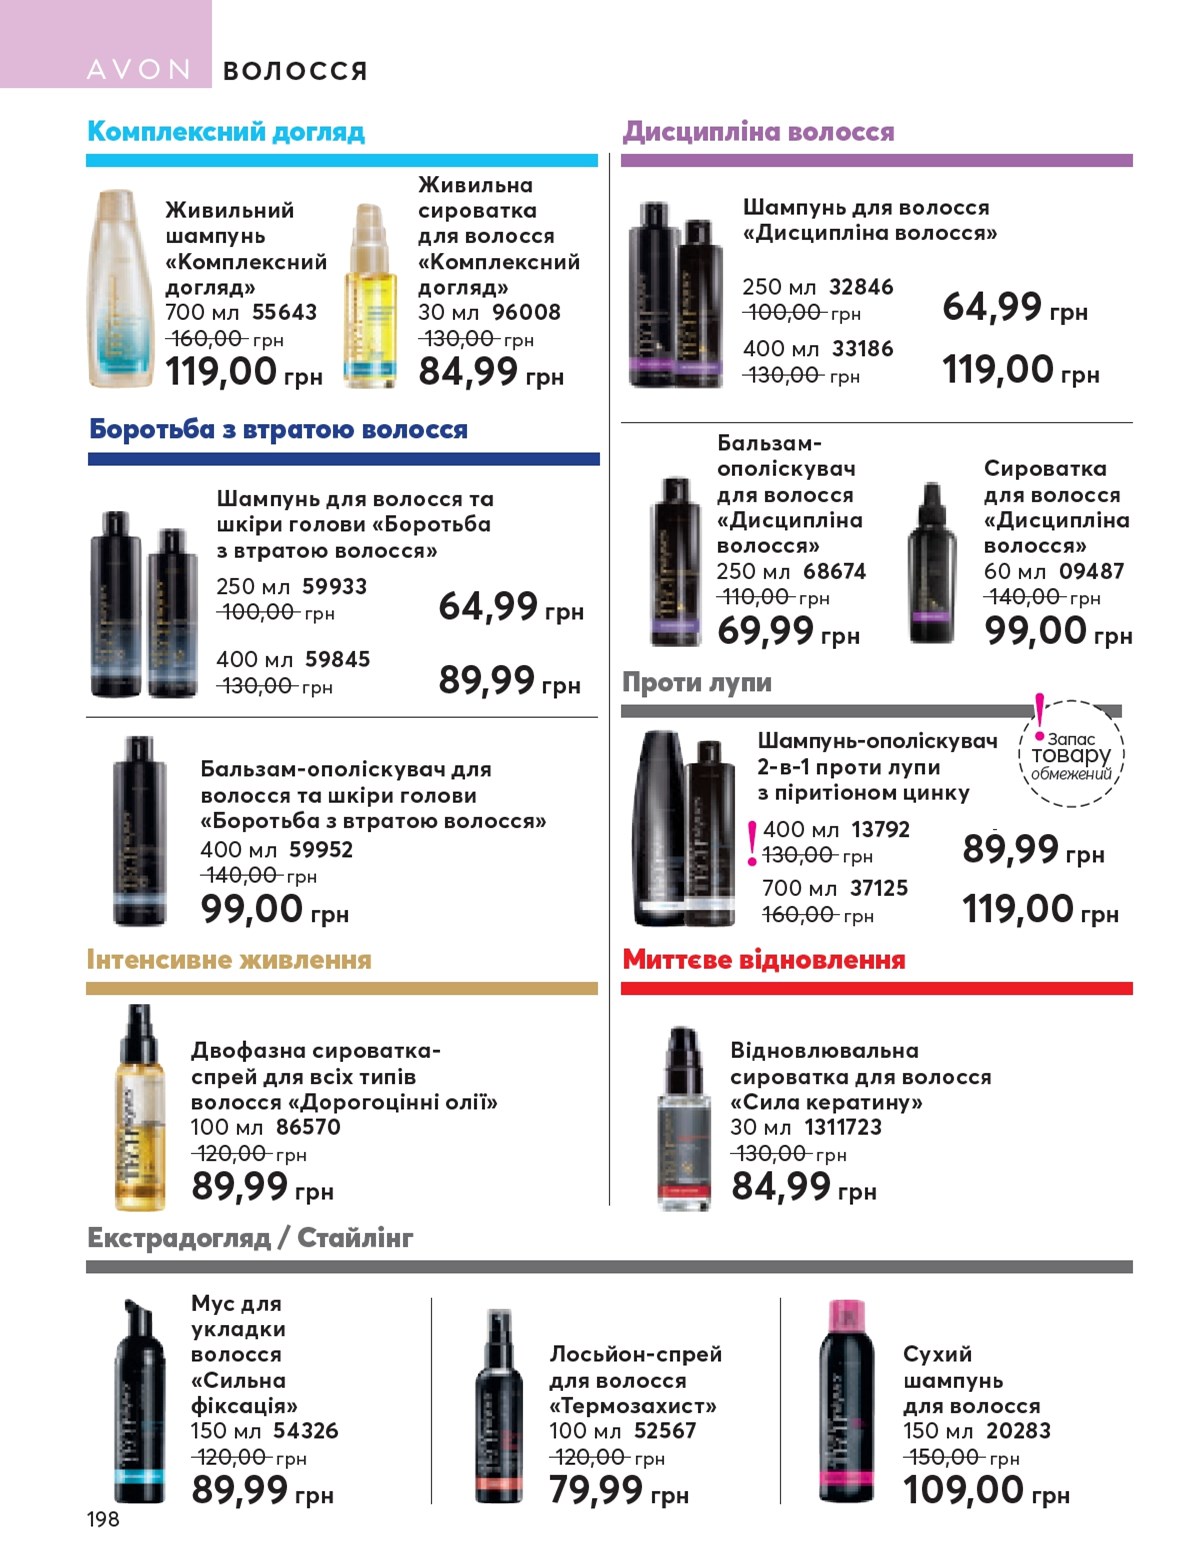 AVON ВОЛОССЯ
Комплексний догляд
Живильний
шампунь
«Комплексний
догляд»
700 мл 55643
160,00 грн
119,00 грн
Живильна
сироватка
для волосся
«Комплексний
догляд»
30 мл 96008
130,00 грн
84,99 грн
Боротьба з втратою волосся
Шампунь для волосся та
шкіри голови «Боротьба
з втратою волосся»
250 мл 59933
100,00 грн
64,99 грн
400 мл 59845
130,00 грн
89,99 грн
Бальзам-ополіскувач для
волосся та шкіри голови
«Боротьба з втратою волосся»
400 мл 59952
140,00 грн
99,00 грн
Інтенсивне живлення
Двофазна сироватка-
спрей для всіх типів
волосся «Дорогоцінні олії»
100 мл 86570
120,00 грн
89,99 грн
Дисципліна волосся
Шампунь для волосся
«Дисципліна волосся»
250 мл 32846
100,00 грн
64,99 грн
400 мл 33186
130,00 грн
119,00 грн
Бальзам-
ополіскувач
для волосся
«Дисципліна
волосся»
250 мл 68674
110,00 грн
69,99 грн
Сироватка
для волосся
«Дисципліна
волосся»
60 мл 09487
140,00 грн
99,00 грн
Проти лупи
!
Запас
товару
обмежений
Шампунь-ополіскувач
2-в-1 проти лупи
з піритіоном цинку
! 400 мл 13792
130,00 грн
89,99 грн
700 мл 37125
160,00 грн
119,00 грн
Миттєве відновлення
Відновлювальна
сироватка для волосся
«Сила кератину»
30 мл 1311723
130,00 грн
84,99 грн
Екстрадогляд / Стайлінг
Мус для
укладки
волосся
«Сильна
фіксація»
150 мл 54326
120,00 грн
89,99 грн
Лосьйон-спрей
для волосся
«Термозахист»
100 мл 52567
120,00 грн
79,99 грн
Сухий
шампунь
для волосся
150 мл 20283
150,00 грн
109,00 грн
198